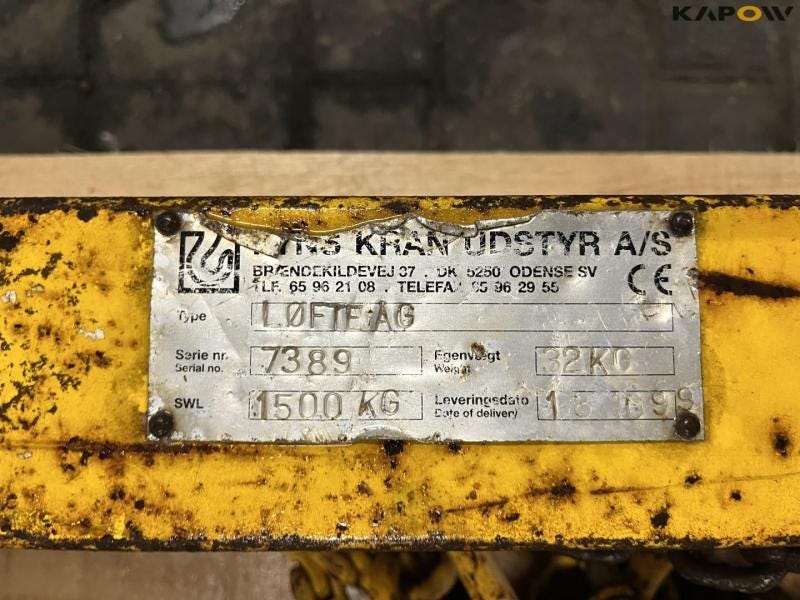 KAPOW
FYNS KRAN UDSTYR A/S
BRÆNDEKILDEVEJ 37 . DK 5250 ODENSE SV
TLF. 65 96 21 08 . TELEFAX 65 96 29 55
CE
Type LØFTEÅG
Serie nr. 7389 Egenvægt 32KG
Serial no. Weight
SWL 1500 KG Leveringsdato
Date of delivery